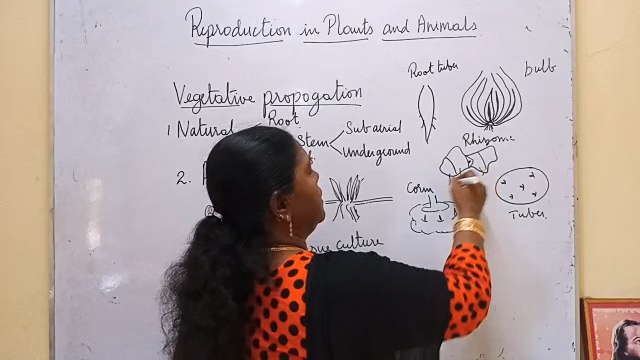 Reproduction in Plants and Animals
Vegetative propogation
1 Natural
Root
Stem
Sub aerial
Underground
2.
Culture
Root tuber
bulb
Rhizome
Corm
Tuber